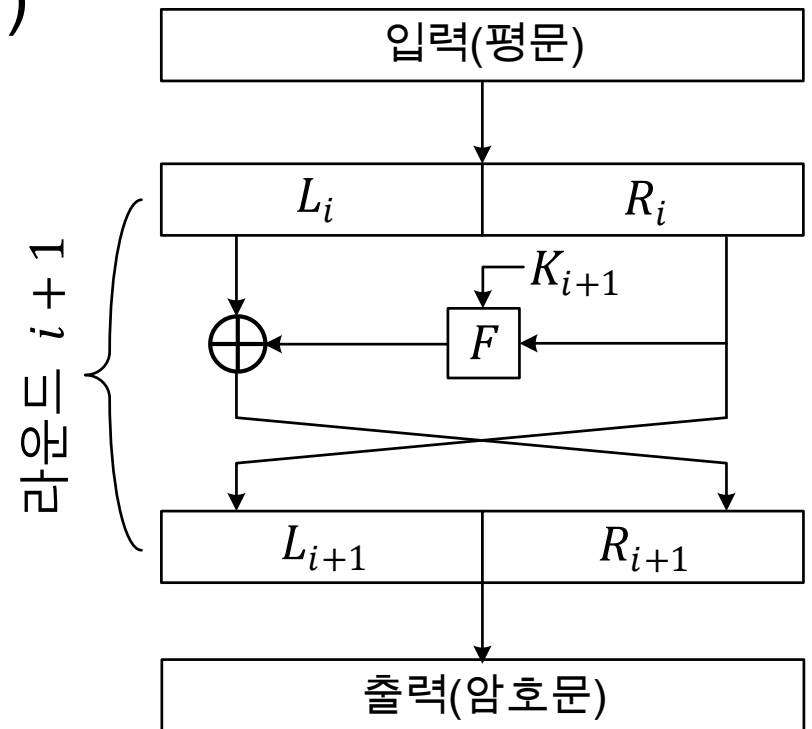 )
입력(평문)
L_i R_i
K_{i+1}
F
라운드 i + 1
L_{i+1} R_{i+1}
출력(암호문)